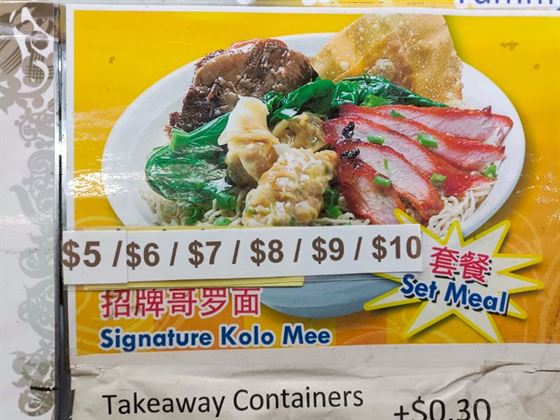 $5 / $6 / $7 / $8 / $9 / $10
套餐
Set Meal
招牌哥罗面
Signature Kolo Mee
Takeaway Containers
+$0.30